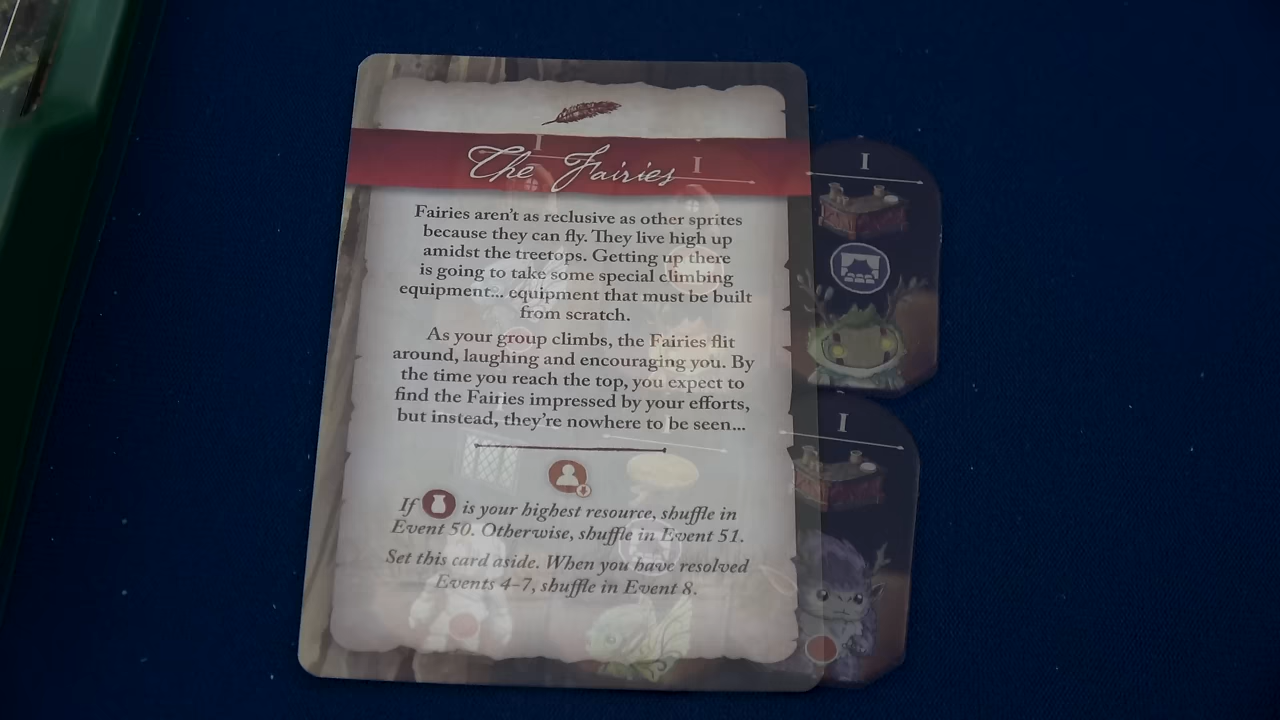 The Fairies
Fairies aren't as reclusive as other sprites
because they can fly. They live high up
amidst the treetops. Getting up there
is going to take some special climbing
equipment... equipment that must be built
from scratch.
As your group climbs, the Fairies flit
around, laughing and encouraging you. By
the time you reach the top, you expect to
find the Fairies impressed by your efforts,
but instead, they're nowhere to be seen...
If is your highest resource, shuffle in
Event 50. Otherwise, shuffle in Event 51.
Set this card aside. When you have resolved
Events 4-7, shuffle in Event 8.
I
I
I
I